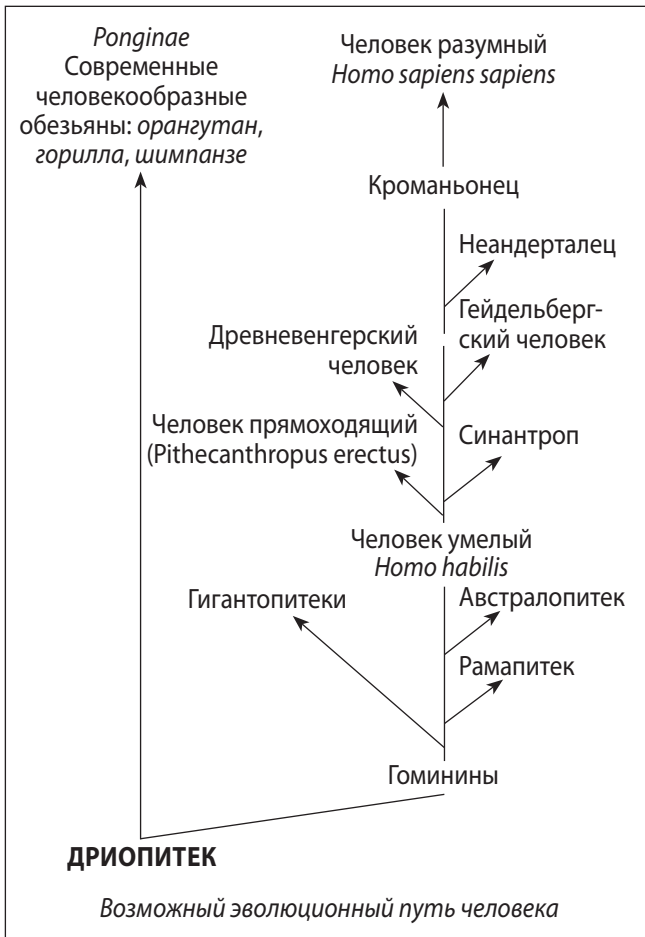 Ponginae
Современные
человекообразные
обезьяны: орангутан,
горилла, шимпанзе
Человек разумный
Homo sapiens sapiens
Кроманьонец
Неандерталец
Гейдельберг-
ский человек
Древневенгерский
человек
Человек прямоходящий
(Pithecanthropus erectus)
Синантроп
Человек умелый
Homo habilis
Гигантопитеки
Австралопитек
Рамапитек
Гоминины
ДРИОПИТЕК
Возможный эволюционный путь человека